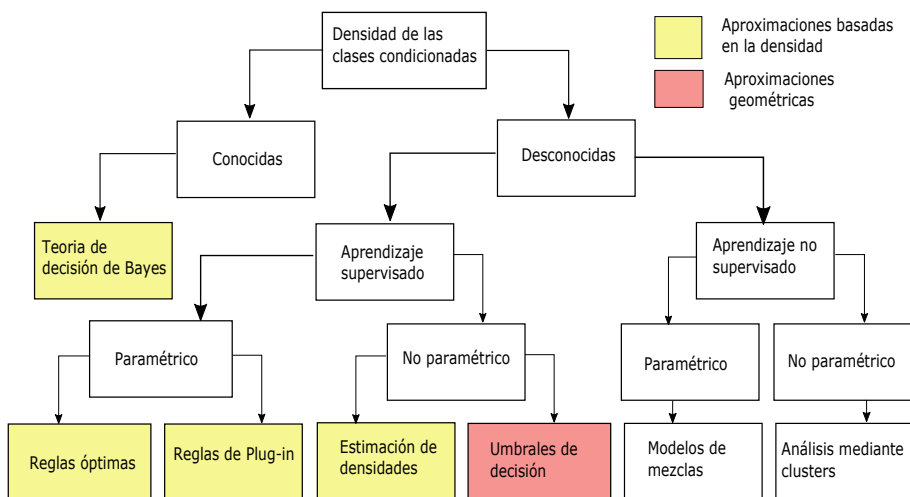 Densidad de las
clases condicionadas
Aproximaciones basadas
en la densidad
Aproximaciones
geométricas
Conocidas
Desconocidas
Teoria de
decisión de Bayes
Aprendizaje
supervisado
Aprendizaje no
supervisado
Paramétrico
No paramétrico
Paramétrico
No paramétrico
Reglas óptimas
Reglas de Plug-in
Estimación de
densidades
Umbrales de
decisión
Modelos de
mezclas
Análisis mediante
clusters